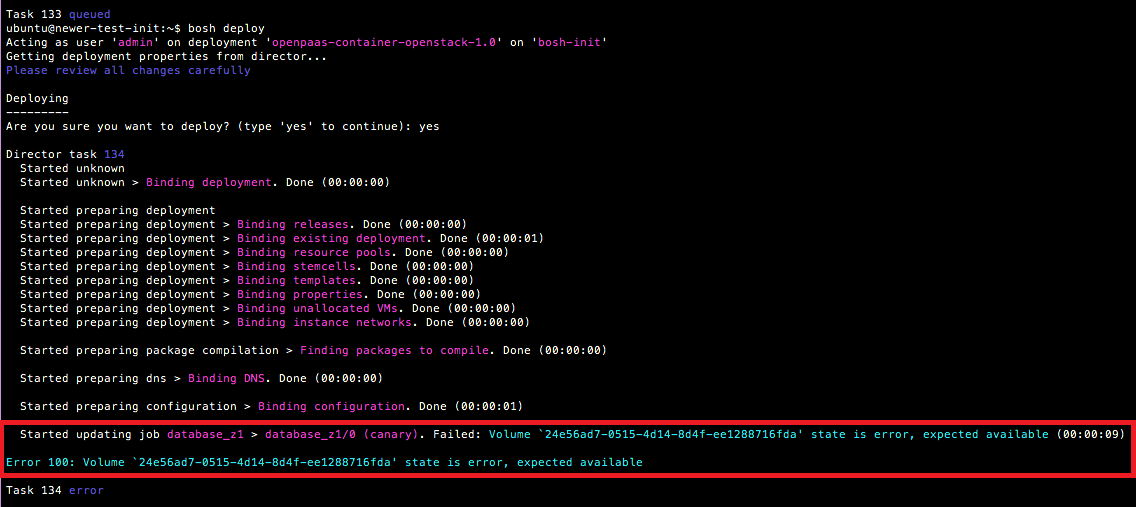 Task 133 queued
ubuntu@newer-test-init:~$ bosh deploy
Acting as user 'admin' on deployment 'openpaas-container-openstack-1.0' on 'bosh-init'
Getting deployment properties from director...
Please review all changes carefully
Deploying
---------
Are you sure you want to deploy? (type 'yes' to continue): yes
Director task 134
Started unknown
Started unknown > Binding deployment. Done (00:00:00)
Started preparing deployment
Started preparing deployment > Binding releases. Done (00:00:00)
Started preparing deployment > Binding existing deployment. Done (00:00:01)
Started preparing deployment > Binding resource pools. Done (00:00:00)
Started preparing deployment > Binding stemcells. Done (00:00:00)
Started preparing deployment > Binding templates. Done (00:00:00)
Started preparing deployment > Binding properties. Done (00:00:00)
Started preparing deployment > Binding unallocated VMs. Done (00:00:00)
Started preparing deployment > Binding instance networks. Done (00:00:00)
Started preparing package compilation > Finding packages to compile. Done (00:00:00)
Started preparing dns > Binding DNS. Done (00:00:00)
Started preparing configuration > Binding configuration. Done (00:00:01)
Started updating job database_z1 > database_z1/0 (canary). Failed: Volume `24e56ad7-0515-4d14-8d4f-ee1288716fda' state is error, expected available (00:00:09)
Error 100: Volume `24e56ad7-0515-4d14-8d4f-ee1288716fda' state is error, expected available
Task 134 error